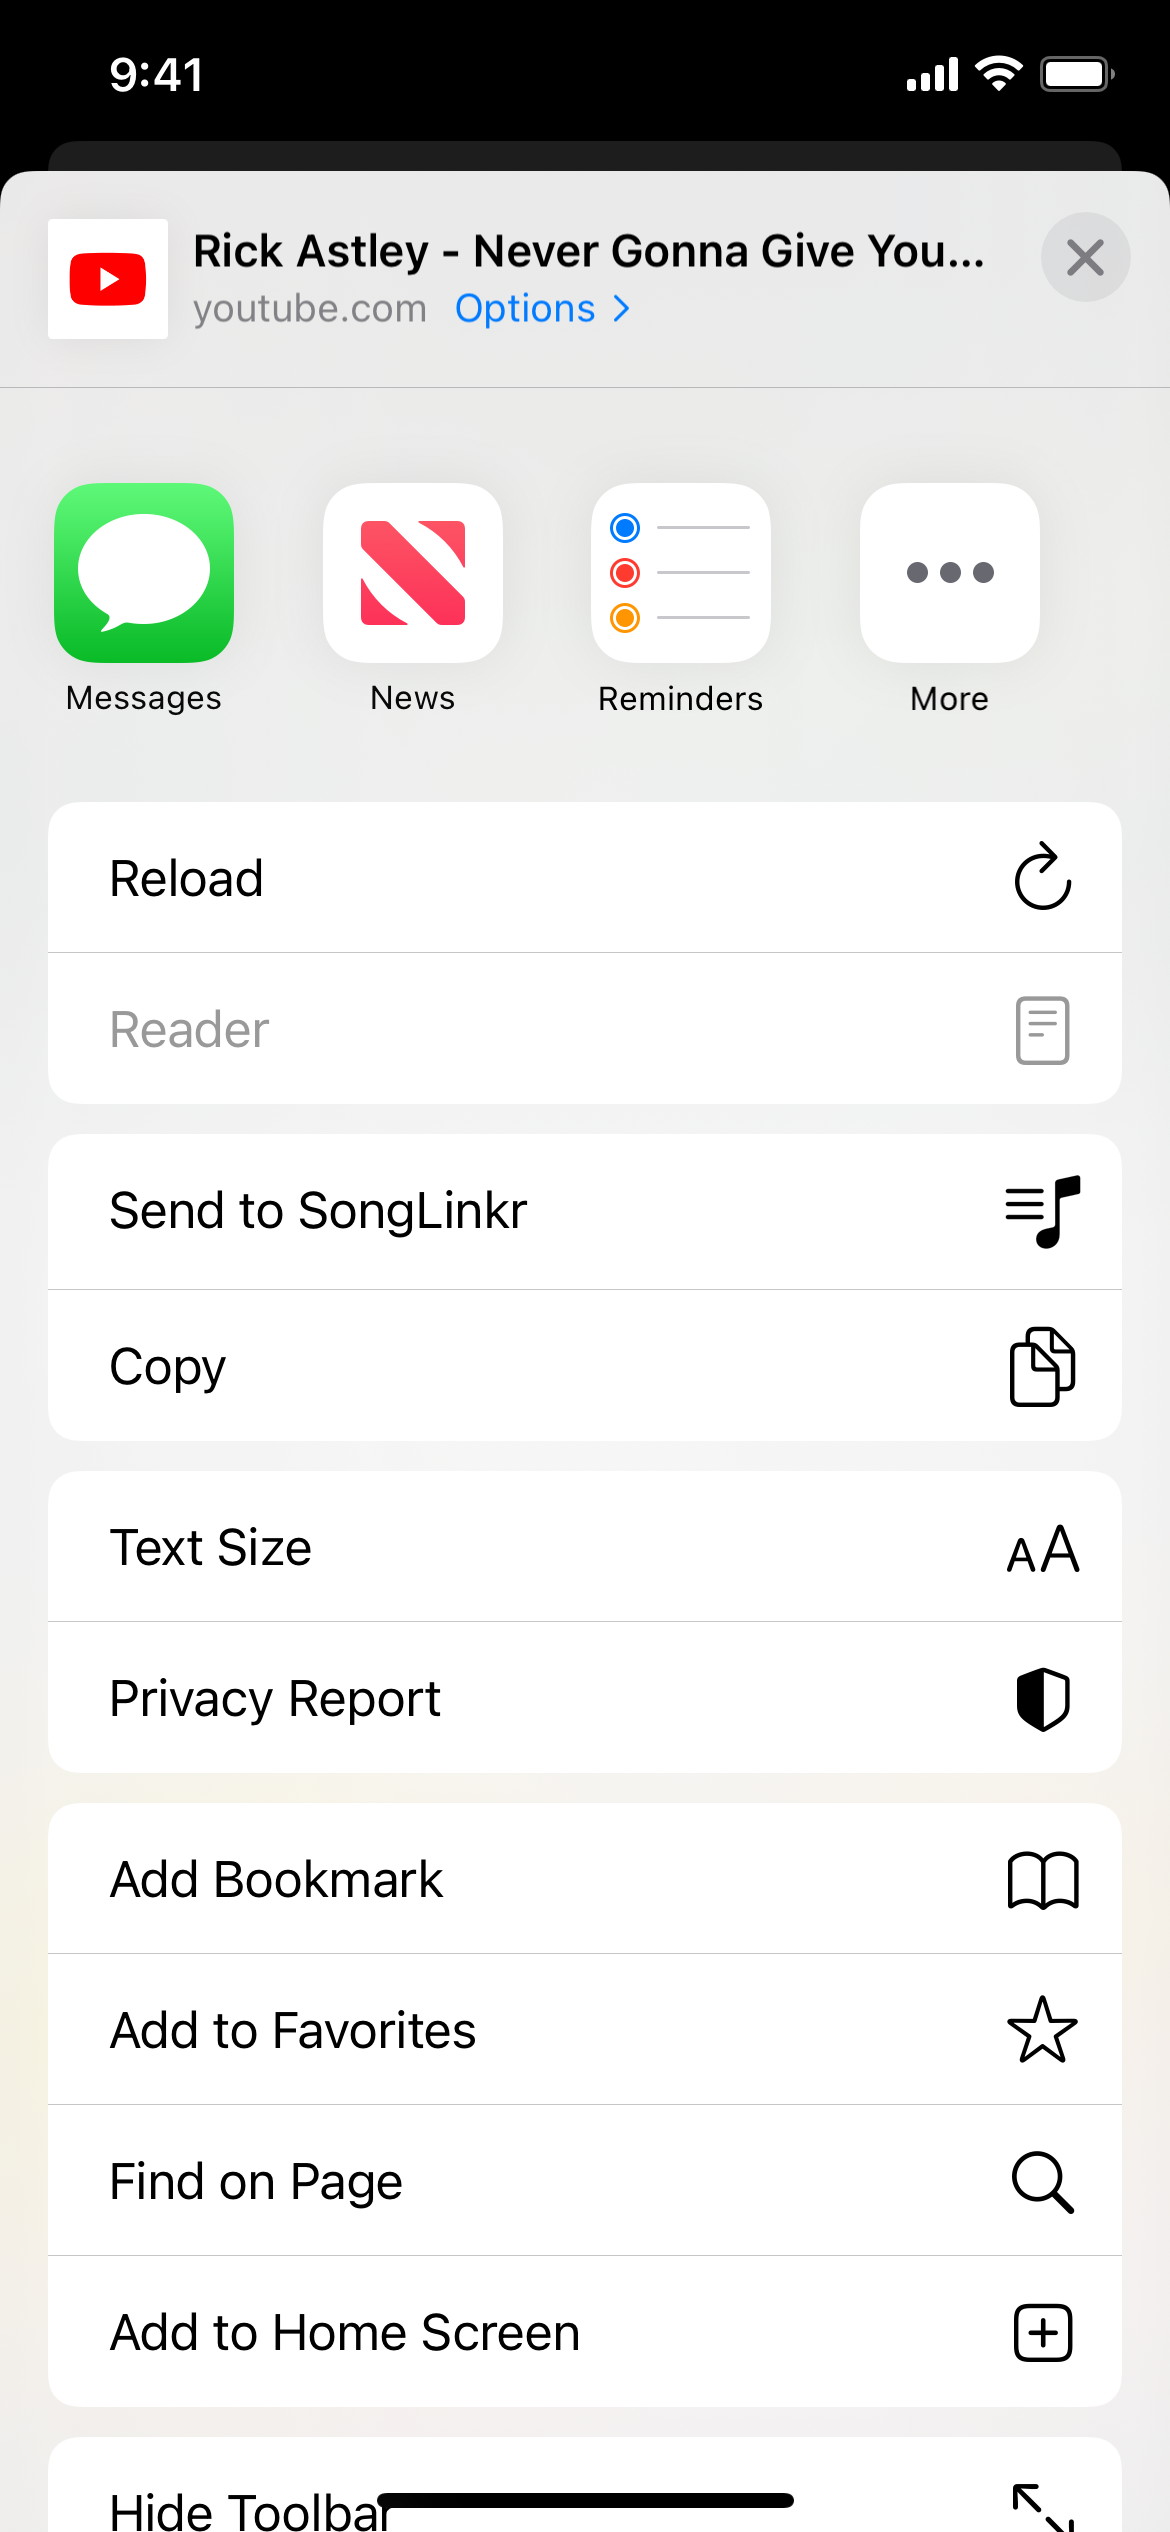 9:41
Rick Astley - Never Gonna Give You...
youtube.com Options
Messages
News
Reminders
More
Reload
Reader
Send to SongLinkr
Copy
Text Size
AA
Privacy Report
Add Bookmark
Add to Favorites
Find on Page
Add to Home Screen
Hide Toolbar